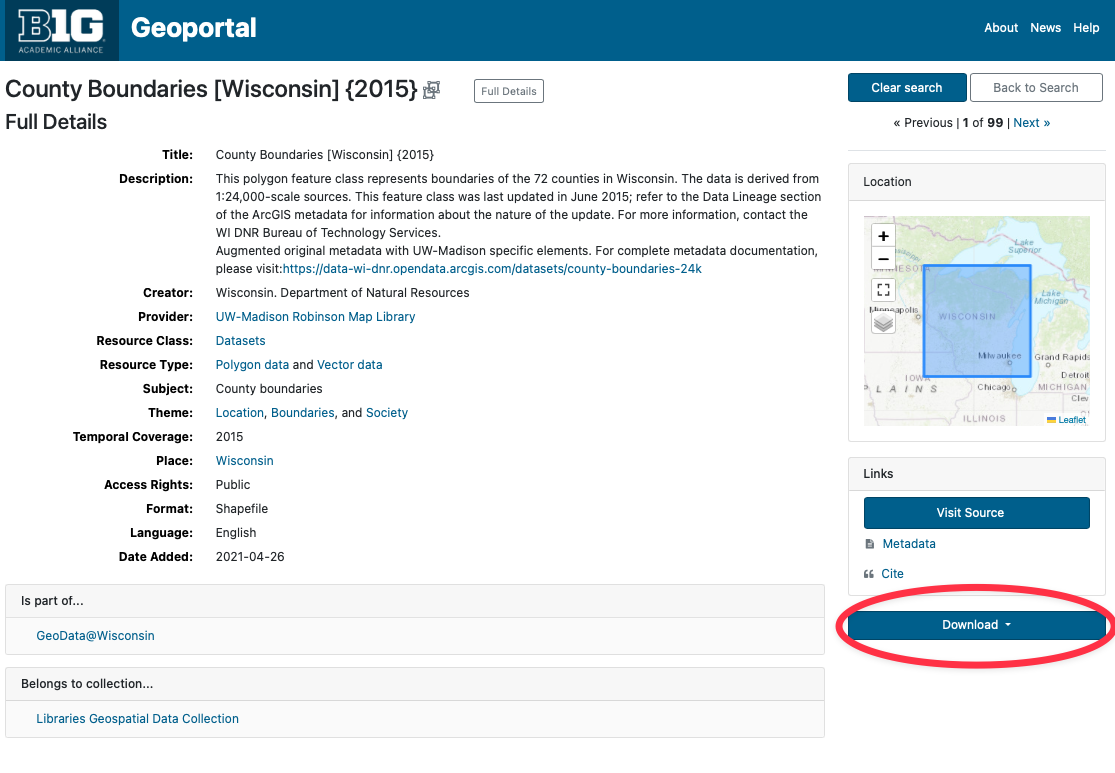 B1G
ACADEMIC ALLIANCE
Geoportal
About News Help
County Boundaries [Wisconsin] {2015}
Full Details
Full Details
Title: County Boundaries [Wisconsin] {2015}
Description: This polygon feature class represents boundaries of the 72 counties in Wisconsin. The data is derived from
1:24,000-scale sources. This feature class was last updated in June 2015; refer to the Data Lineage section
of the ArcGIS metadata for information about the nature of the update. For more information, contact the
WI DNR Bureau of Technology Services.
Augmented original metadata with UW-Madison specific elements. For complete metadata documentation,
please visit:https://data-wi-dnr.opendata.arcgis.com/datasets/county-boundaries-24k
Creator: Wisconsin. Department of Natural Resources
Provider: UW-Madison Robinson Map Library
Resource Class: Datasets
Resource Type: Polygon data and Vector data
Subject: County boundaries
Theme: Location, Boundaries, and Society
Temporal Coverage: 2015
Place: Wisconsin
Access Rights: Public
Format: Shapefile
Language: English
Date Added: 2021-04-26
Is part of...
GeoData@Wisconsin
Belongs to collection...
Libraries Geospatial Data Collection
Clear search
Back to Search
« Previous | 1 of 99 | Next »
Location
+
−
Lake
Superior
Lake
Michigan
WISCONSIN
Milwaukee
Grand Rapids
Detroit
IOWA
Chicago
MICHIGAN
L A I N S
ILLINOIS
Leaflet
Links
Visit Source
Metadata
Cite
Download